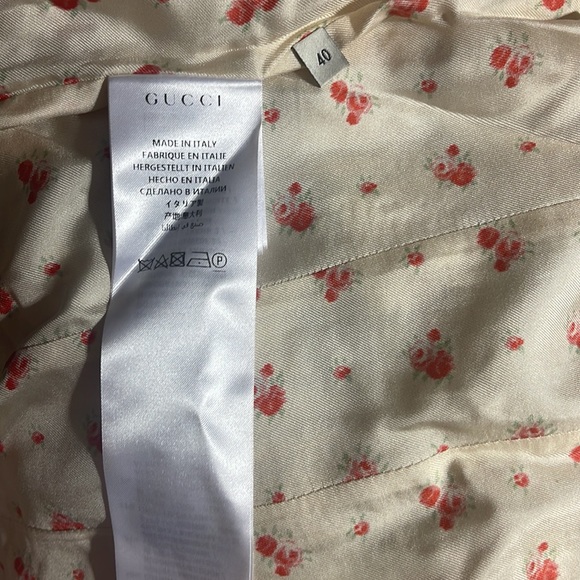 40
GUCCI
MADE IN ITALY
FABRIQUE EN ITALIE
HERGESTELLT IN ITALIEN
HECHO EN ITALIA
СДЕЛАНО В ИТАЛИИ
イタリア製
产地:意大利
P